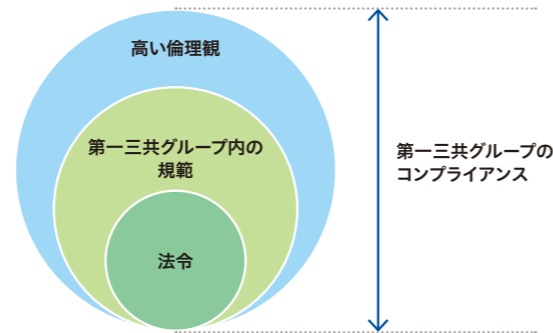 高い倫理観
第一三共グループ内の
規範
法令
第一三共グループの
コンプライアンス